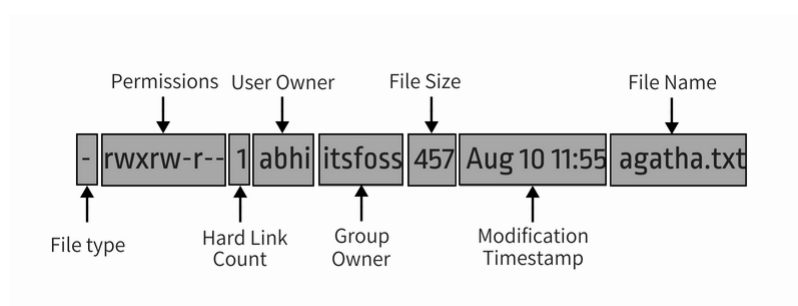 Permissions User Owner File Size File Name
- rwxrw-r-- 1 abhi itsfoss 457 Aug 10 11:55 agatha.txt
File type Hard Link Count Group Owner Modification Timestamp